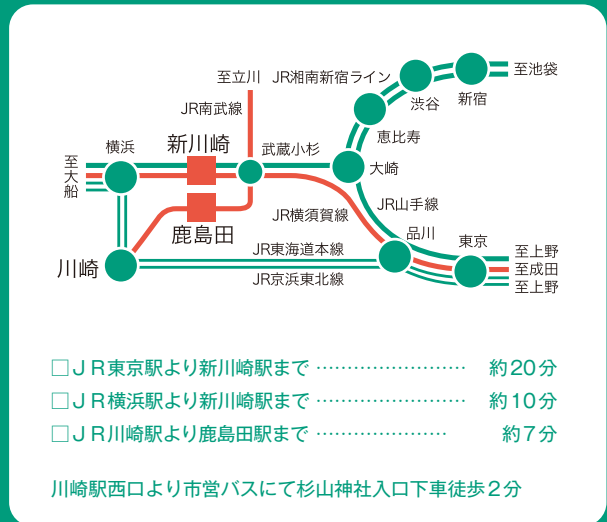 至立川
JR湘南新宿ライン
至池袋
JR南武線
渋谷
新宿
横浜
新川崎
武蔵小杉
恵比寿
至大船
大崎
JR横須賀線
JR山手線
鹿島田
品川
東京
川崎
JR東海道本線
至上野
至成田
JR京浜東北線
至上野
□ＪＲ東京駅より新川崎駅まで ……………………… 約20分
□ＪＲ横浜駅より新川崎駅まで ……………………… 約10分
□ＪＲ川崎駅より鹿島田駅まで ………………… 約7分
川崎駅西口より市営バスにて杉山神社入口下車徒歩2分